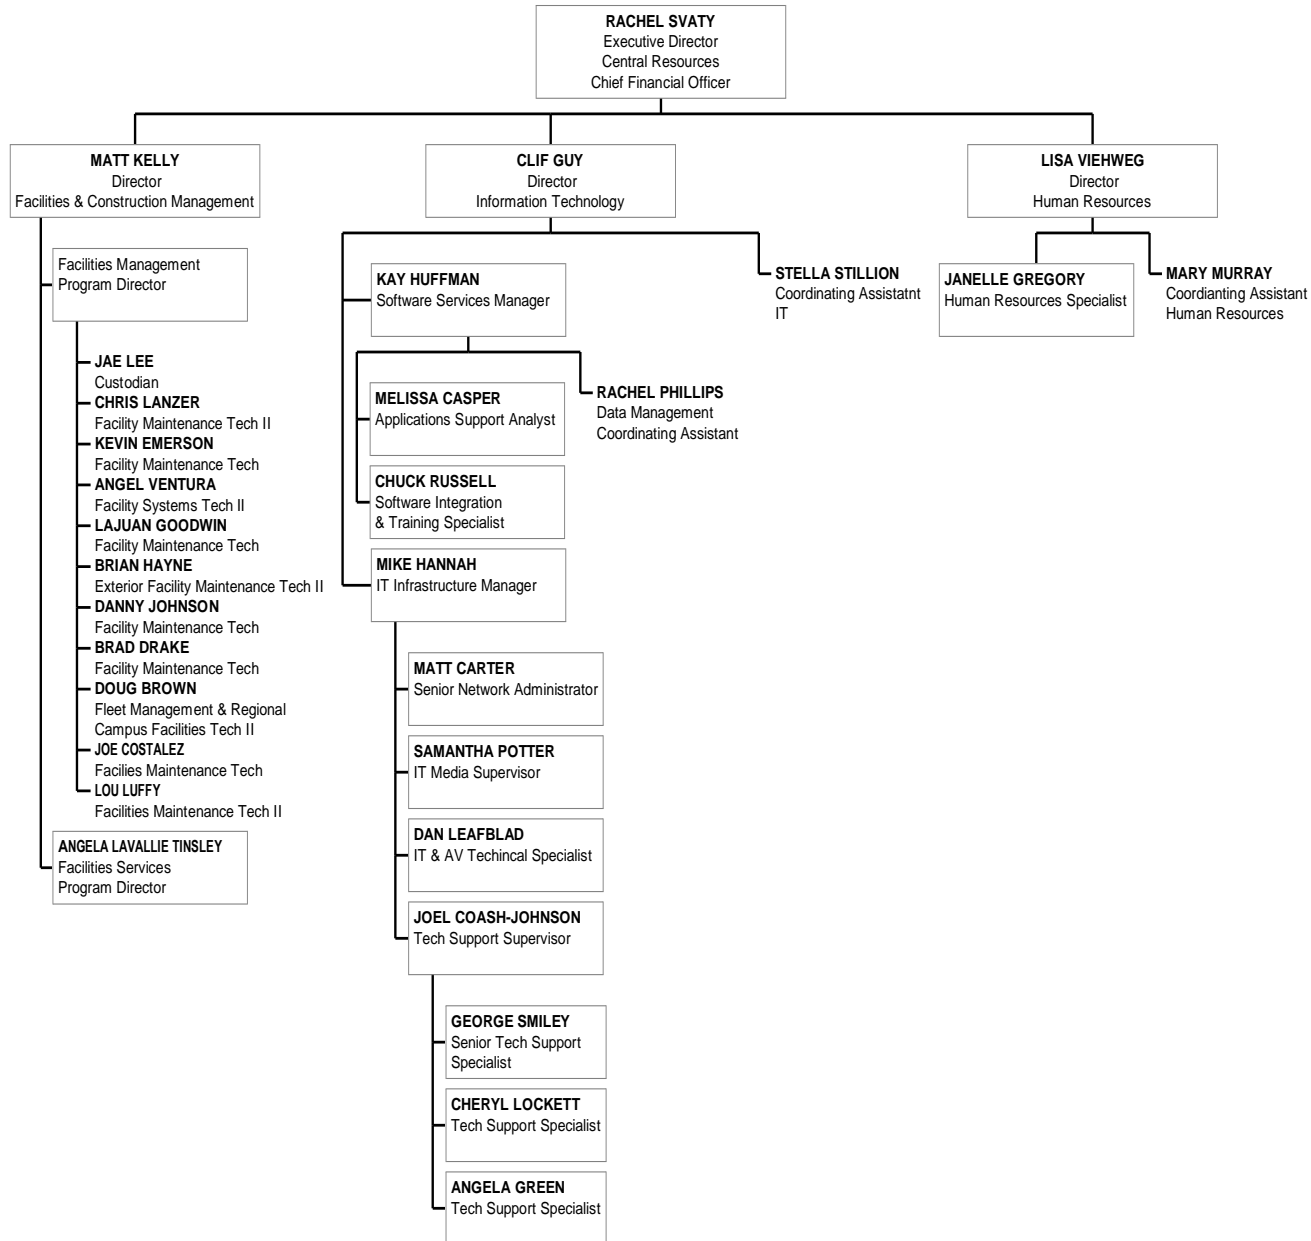 RACHEL SVATY
Executive Director
Central Resources
Chief Financial Officer
MATT KELLY
Director
Facilities & Construction Management
CLIF GUY
Director
Information Technology
LISA VIEHWEG
Director
Human Resources
Facilities Management
Program Director
JAE LEE
Custodian
CHRIS LANZER
Facility Maintenance Tech II
KEVIN EMERSON
Facility Maintenance Tech
ANGEL VENTURA
Facility Systems Tech II
LAJUAN GOODWIN
Facility Maintenance Tech
BRIAN HAYNE
Exterior Facility Maintenance Tech II
DANNY JOHNSON
Facility Maintenance Tech
BRAD DRAKE
Facility Maintenance Tech
DOUG BROWN
Fleet Management & Regional
Campus Facilities Tech II
JOE COSTALEZ
Facilies Maintenance Tech
LOU LUFFY
Facilities Maintenance Tech II
ANGELA LAVALLIE TINSLEY
Facilities Services
Program Director
KAY HUFFMAN
Software Services Manager
MELISSA CASPER
Applications Support Analyst
CHUCK RUSSELL
Software Integration
& Training Specialist
RACHEL PHILLIPS
Data Management
Coordinating Assistant
MIKE HANNAH
IT Infrastructure Manager
MATT CARTER
Senior Network Administrator
SAMANTHA POTTER
IT Media Supervisor
DAN LEAFBLAD
IT & AV Techincal Specialist
JOEL COASH-JOHNSON
Tech Support Supervisor
GEORGE SMILEY
Senior Tech Support
Specialist
CHERYL LOCKETT
Tech Support Specialist
ANGELA GREEN
Tech Support Specialist
STELLA STILLION
Coordinating Assistatnt
IT
JANELLE GREGORY
Human Resources Specialist
MARY MURRAY
Coordianting Assistant
Human Resources